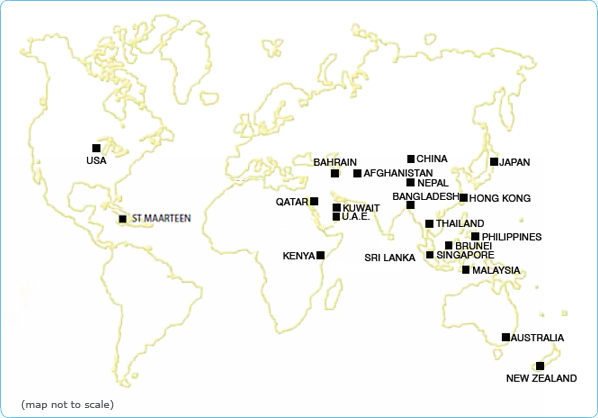 USA
BAHRAIN
CHINA
JAPAN
AFGHANISTAN
NEPAL
BANGLADESH
QATAR
KUWAIT
HONG KONG
U.A.E.
ST MAARTEEN
THAILAND
PHILIPPINES
BRUNEI
KENYA
SRI LANKA
SINGAPORE
MALAYSIA
AUSTRALIA
NEW ZEALAND
(map not to scale)